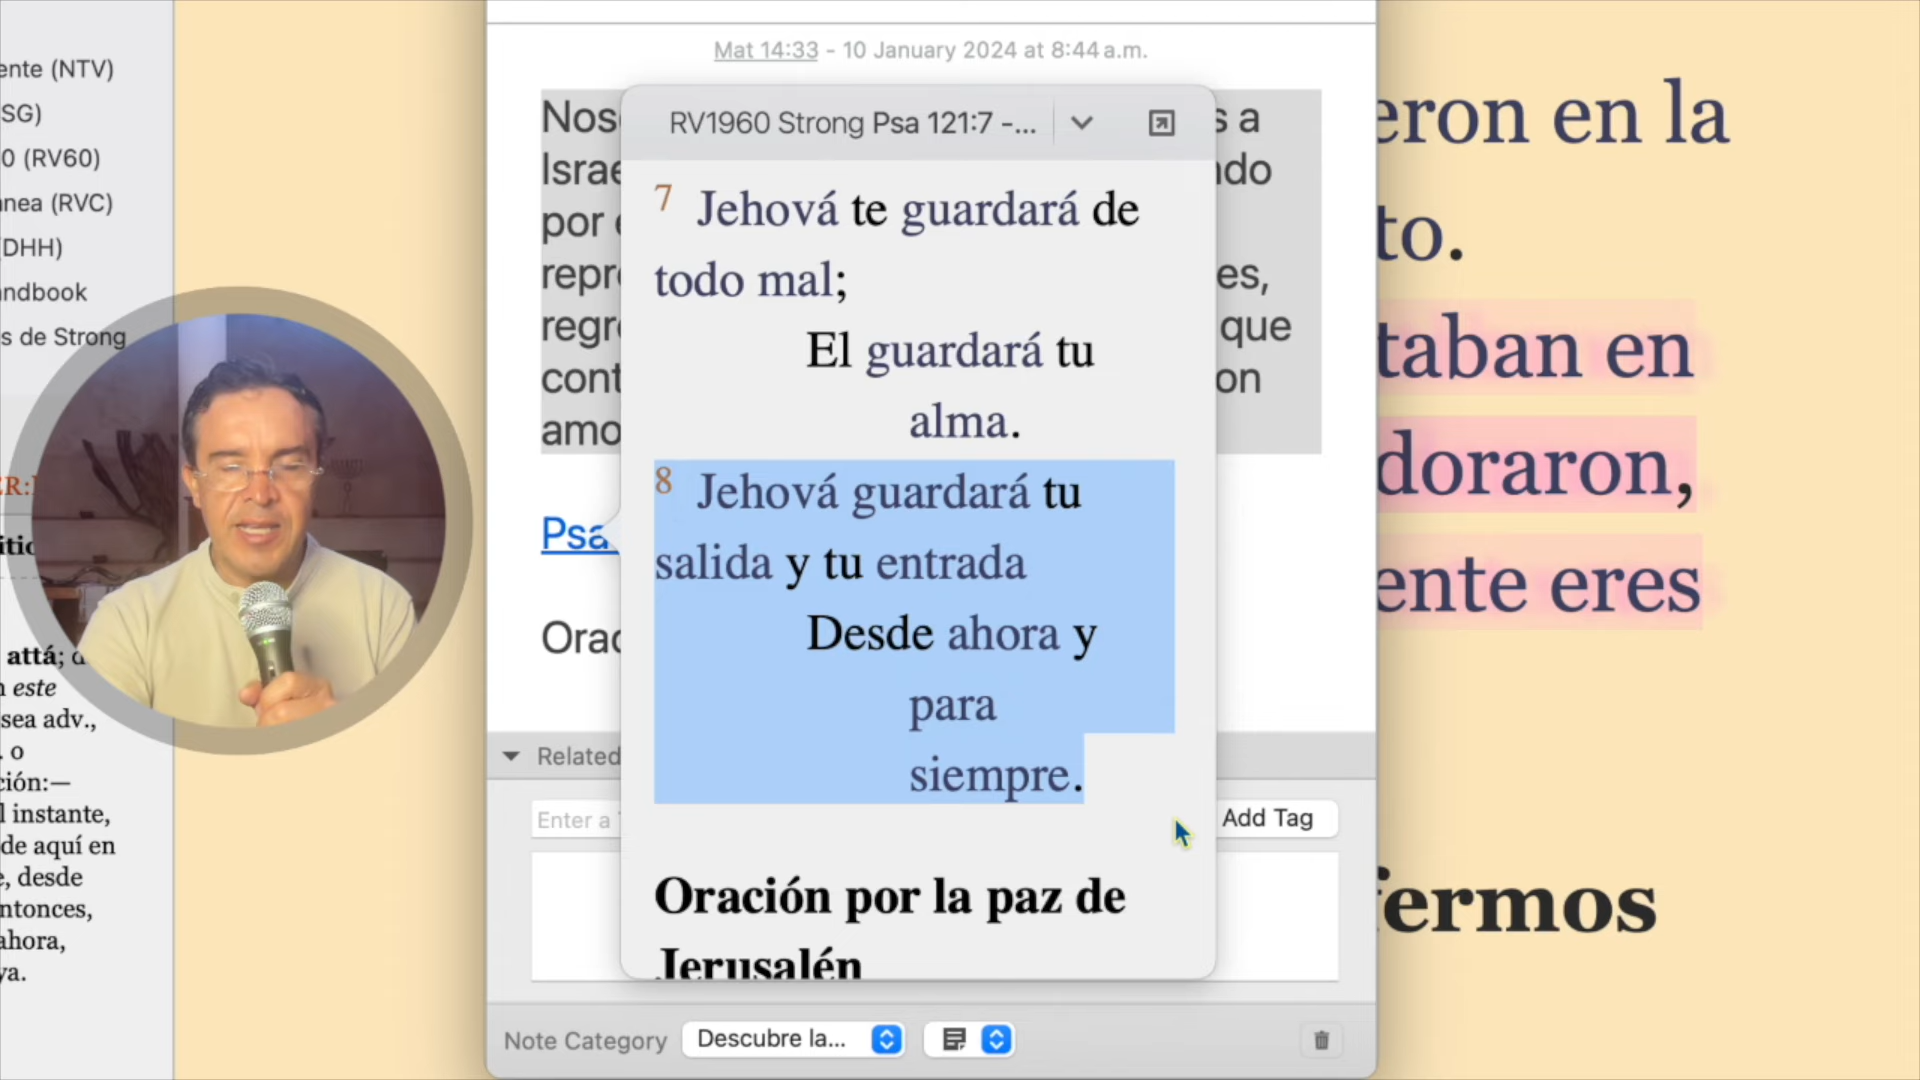 ente (NTV)
SG)
0 (RV60)
nea (RVC)
(DHH)
ndbook
s de Strong
ER:
itic
attá; d
n este
sea adv.,
. o
ción:—
l instante,
de aquí en
e, desde
ntonces,
ahora,
ya.
Mat 14:33 - 10 January 2024 at 8:44 a.m.
Nos s a
Israe ndo
por
repr es,
regr que
cont on
amo
Psa
Orac
RV1960 Strong Psa 121:7 -...
7 Jehová te guardará de
todo mal;
El guardará tu
alma.
8 Jehová guardará tu
salida y tu entrada
Desde ahora y
para
siempre.
Oración por la paz de
Jerusalén
Related
Enter a
Add Tag
Note Category Descubre la...
eron en la
to.
taban en
doraron,
ente eres
fermos